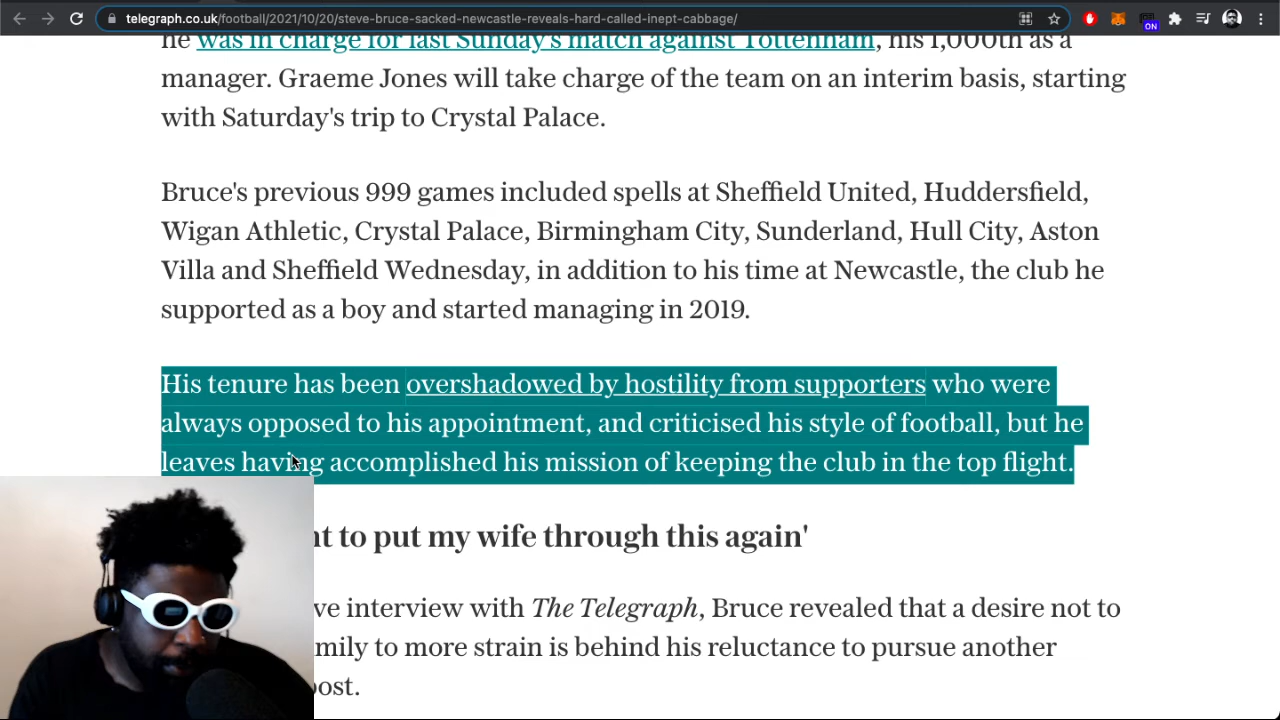 telegraph.co.uk/football/2021/10/20/steve-bruce-sacked-newcastle-reveals-hard-called-inept-cabbage/
ON
he was in charge for last Sunday's match against Tottenham, his 1,000th as a
manager. Graeme Jones will take charge of the team on an interim basis, starting
with Saturday's trip to Crystal Palace.
Bruce's previous 999 games included spells at Sheffield United, Huddersfield,
Wigan Athletic, Crystal Palace, Birmingham City, Sunderland, Hull City, Aston
Villa and Sheffield Wednesday, in addition to his time at Newcastle, the club he
supported as a boy and started managing in 2019.
His tenure has been overshadowed by hostility from supporters who were
always opposed to his appointment, and criticised his style of football, but he
leaves having accomplished his mission of keeping the club in the top flight.
to put my wife through this again'
interview with The Telegraph, Bruce revealed that a desire not to
to more strain is behind his reluctance to pursue another